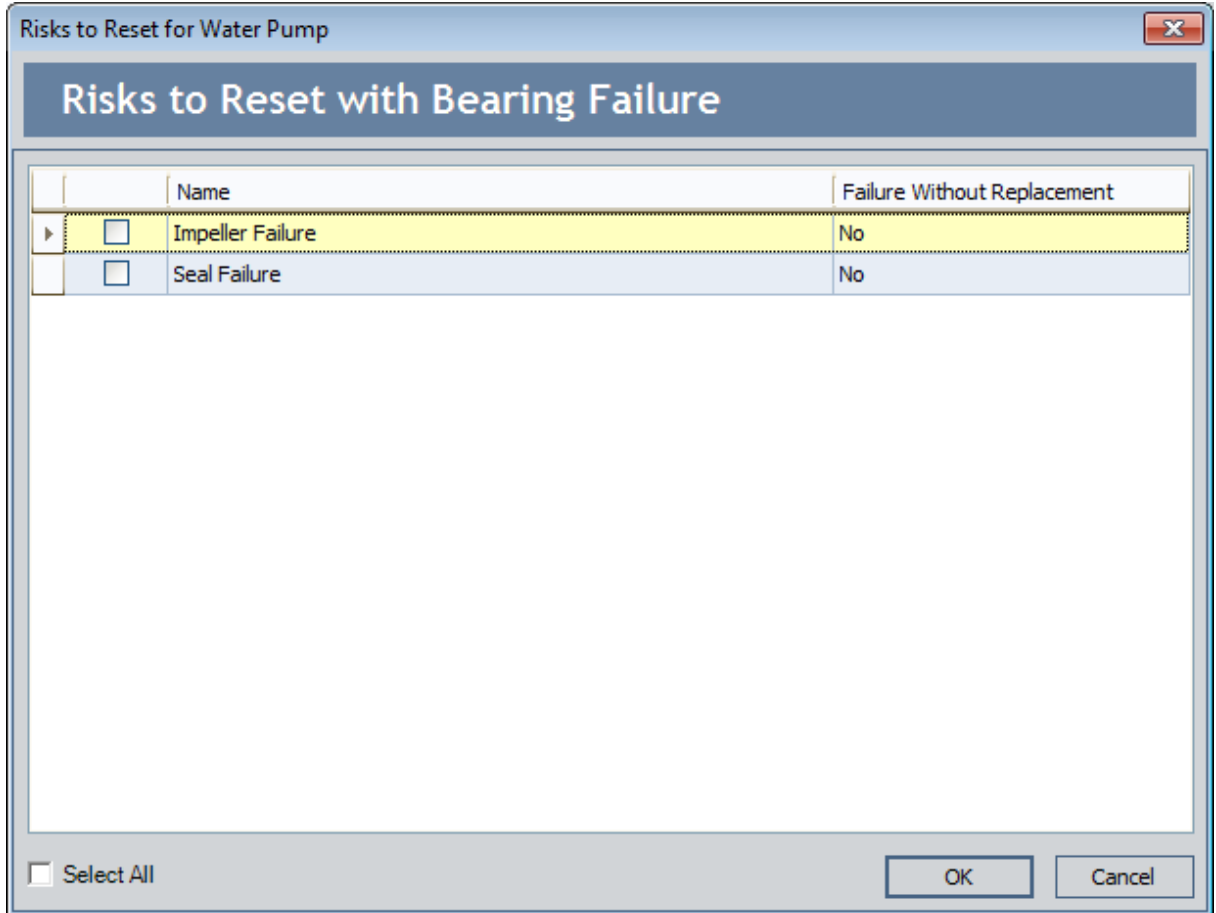 Risks to Reset for Water Pump
Risks to Reset with Bearing Failure
Name Failure Without Replacement
Impeller Failure No
Seal Failure No
Select All OK Cancel